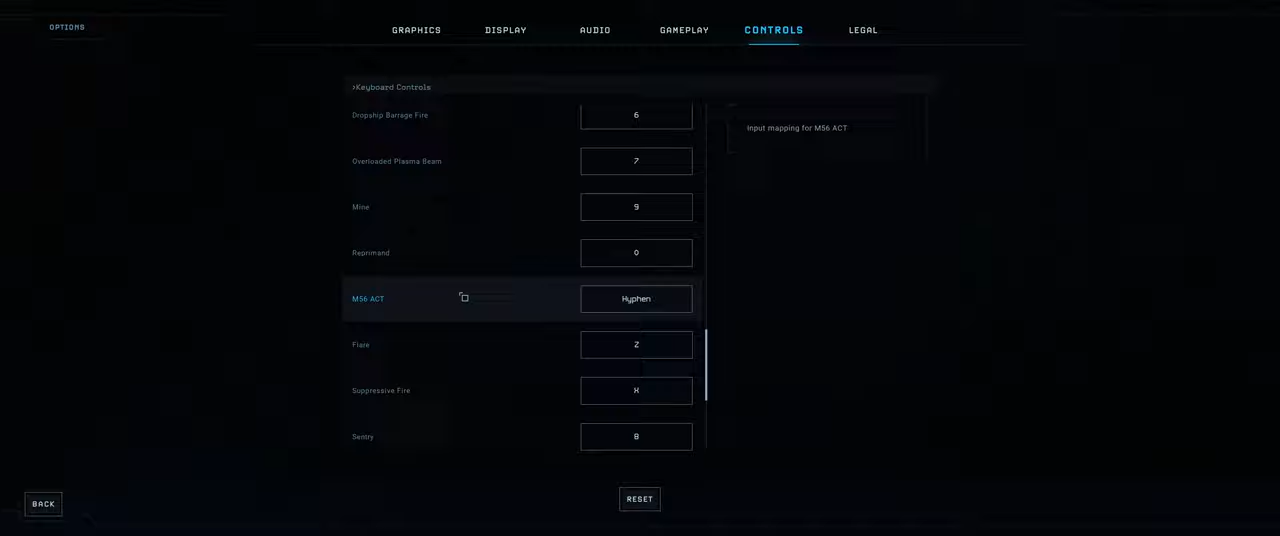 OPTIONS
GRAPHICS DISPLAY AUDIO GAMEPLAY CONTROLS LEGAL
›Keyboard Controls
Dropship Barrage Fire 6
Input mapping for M56 ACT
Overloaded Plasma Beam 7
Mine 9
Reprimand 0
M56 ACT Hyphen
Flare Z
Suppressive Fire X
Sentry 8
RESET
BACK